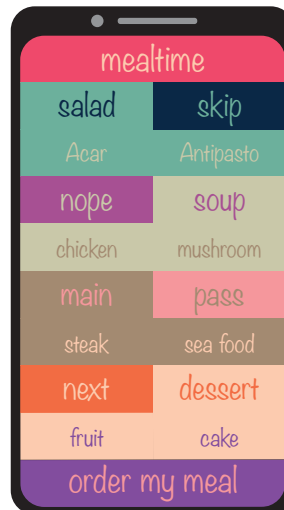 mealtime
salad skip
Acar Antipasto
nope soup
chicken mushroom
main pass
steak sea food
next dessert
fruit cake
order my meal